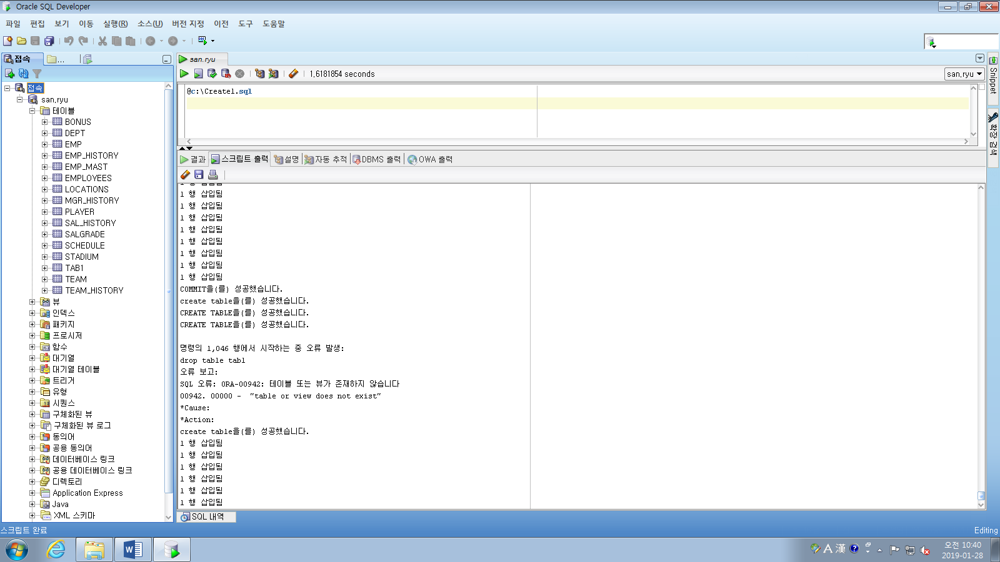 Oracle SQL Developer
파일 편집 보기 이동 실행(R) 소스(U) 버전 지정 이전 도구 도움말
접속 ...
san.ryu
1,6181854 seconds
san.ryu
접속
san.ryu
테이블
BONUS
DEPT
EMP
EMP_HISTORY
EMP_MAST
EMPLOYEES
LOCATIONS
MGR_HISTORY
PLAYER
SAL_HISTORY
SALGRADE
SCHEDULE
STADIUM
TAB1
TEAM
TEAM_HISTORY
뷰
인덱스
패키지
프로시저
함수
대기열
대기열 테이블
트리거
유형
시퀀스
구체화된 뷰
구체화된 뷰 로그
동의어
공용 동의어
데이터베이스 링크
공용 데이터베이스 링크
디렉토리
Application Express
Java
XML 스키마
@c:\Create1.sql
결과 스크립트 출력 설명 자동 추적 DBMS 출력 OWA 출력
1 행 삽입됨
1 행 삽입됨
1 행 삽입됨
1 행 삽입됨
1 행 삽입됨
1 행 삽입됨
1 행 삽입됨
1 행 삽입됨
1 행 삽입됨
COMMIT을(를) 성공했습니다.
create table을(를) 성공했습니다.
CREATE TABLE을(를) 성공했습니다.
CREATE TABLE을(를) 성공했습니다.
명령의 1,046 행에서 시작하는 중 오류 발생:
drop table tab1
오류 보고:
SQL 오류: ORA-00942: 테이블 또는 뷰가 존재하지 않습니다
00942. 00000 - "table or view does not exist"
*Cause:
*Action:
create table을(를) 성공했습니다.
1 행 삽입됨
1 행 삽입됨
1 행 삽입됨
1 행 삽입됨
1 행 삽입됨
1 행 삽입됨
SQL 내역
Snippet
확장 검색
스크립트 완료
Editing
A 漢
오전 10:40
2019-01-28